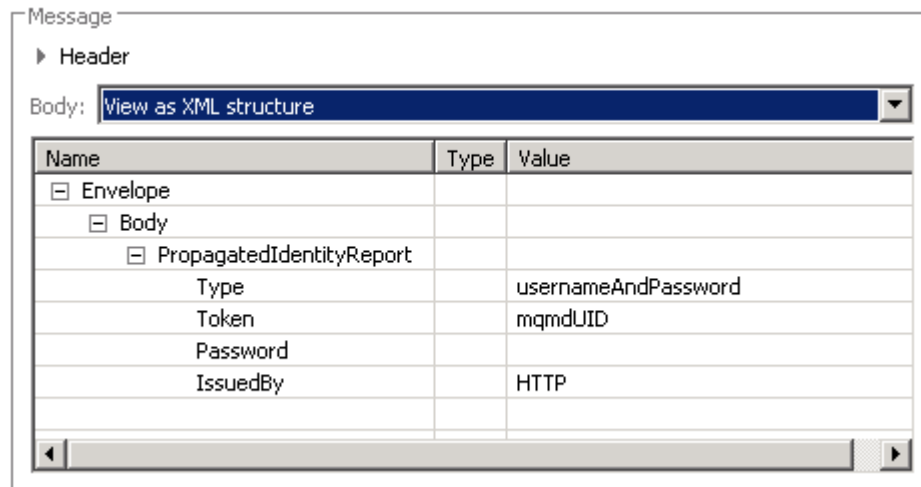 Message
Header
Body: View as XML structure
Name Type Value
Envelope
Body
PropagatedIdentityReport
Type usernameAndPassword
Token mqmdUID
Password
IssuedBy HTTP